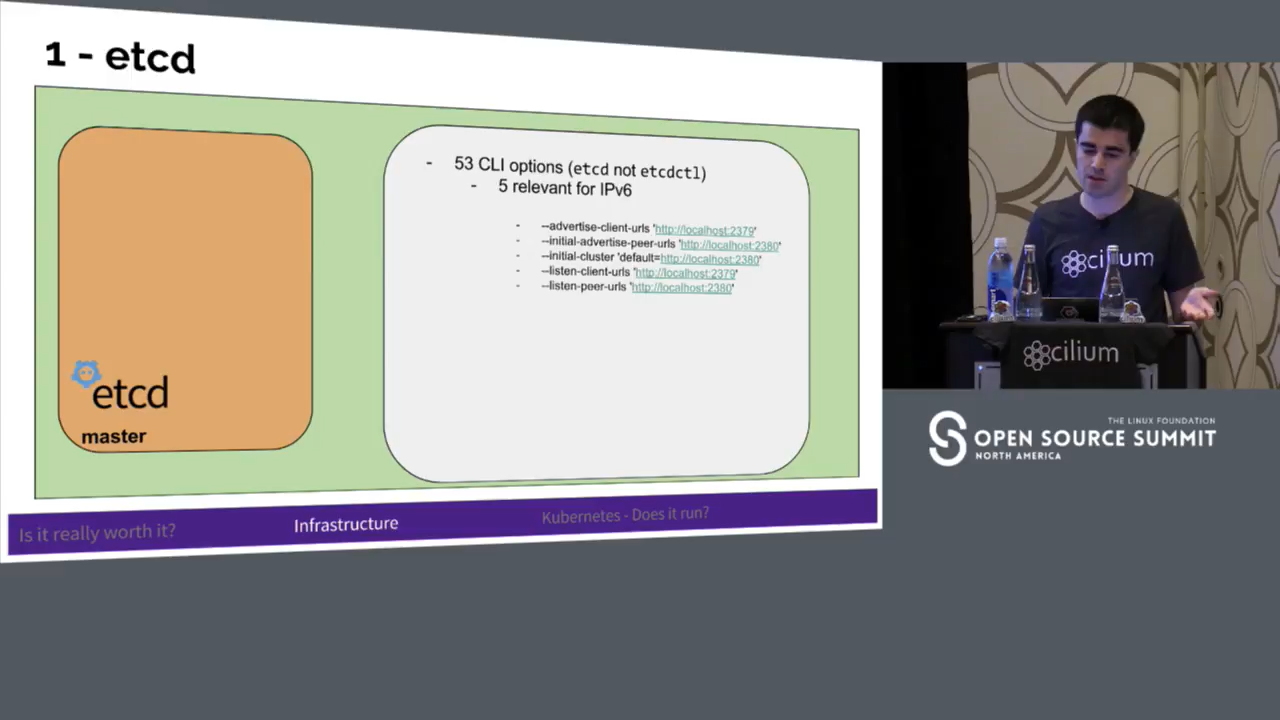 1 - etcd
- 53 CLI options (etcd not etcdctl)
- 5 relevant for IPv6
- --advertise-client-urls 'http://localhost:2379'
- --initial-advertise-peer-urls 'http://localhost:2380'
- --initial-cluster 'default=http://localhost:2380'
- --listen-client-urls 'http://localhost:2379'
- --listen-peer-urls 'http://localhost:2380'
etcd
master
Is it really worth it?
Infrastructure
Kubernetes - Does it run?
cilium
cilium
THE LINUX FOUNDATION
OPEN SOURCE SUMMIT
NORTH AMERICA